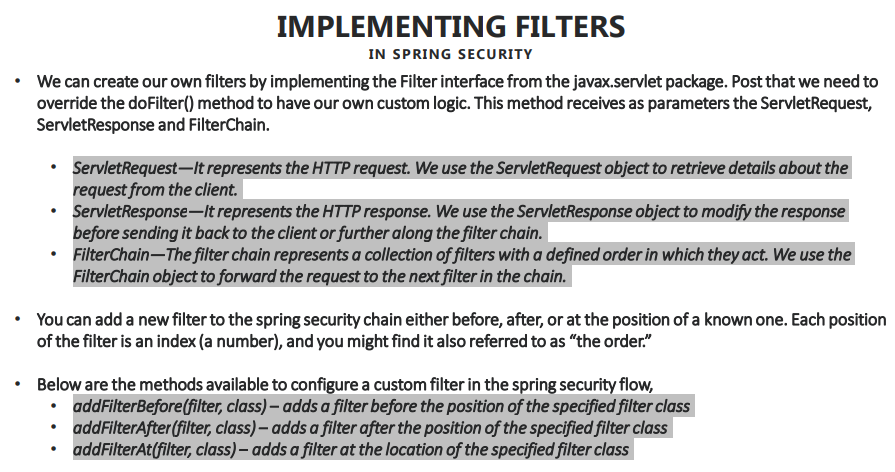 IMPLEMENTING FILTERS
IN SPRING SECURITY
• We can create our own filters by implementing the Filter interface from the javax.servlet package. Post that we need to
override the doFilter() method to have our own custom logic. This method receives as parameters the ServletRequest,
ServletResponse and FilterChain.
• ServletRequest—It represents the HTTP request. We use the ServletRequest object to retrieve details about the
request from the client.
• ServletResponse—It represents the HTTP response. We use the ServletResponse object to modify the response
before sending it back to the client or further along the filter chain.
• FilterChain—The filter chain represents a collection of filters with a defined order in which they act. We use the
FilterChain object to forward the request to the next filter in the chain.
• You can add a new filter to the spring security chain either before, after, or at the position of a known one. Each position
of the filter is an index (a number), and you might find it also referred to as “the order.”
• Below are the methods available to configure a custom filter in the spring security flow,
• addFilterBefore(filter, class) – adds a filter before the position of the specified filter class
• addFilterAfter(filter, class) – adds a filter after the position of the specified filter class
• addFilterAt(filter, class) – adds a filter at the location of the specified filter class